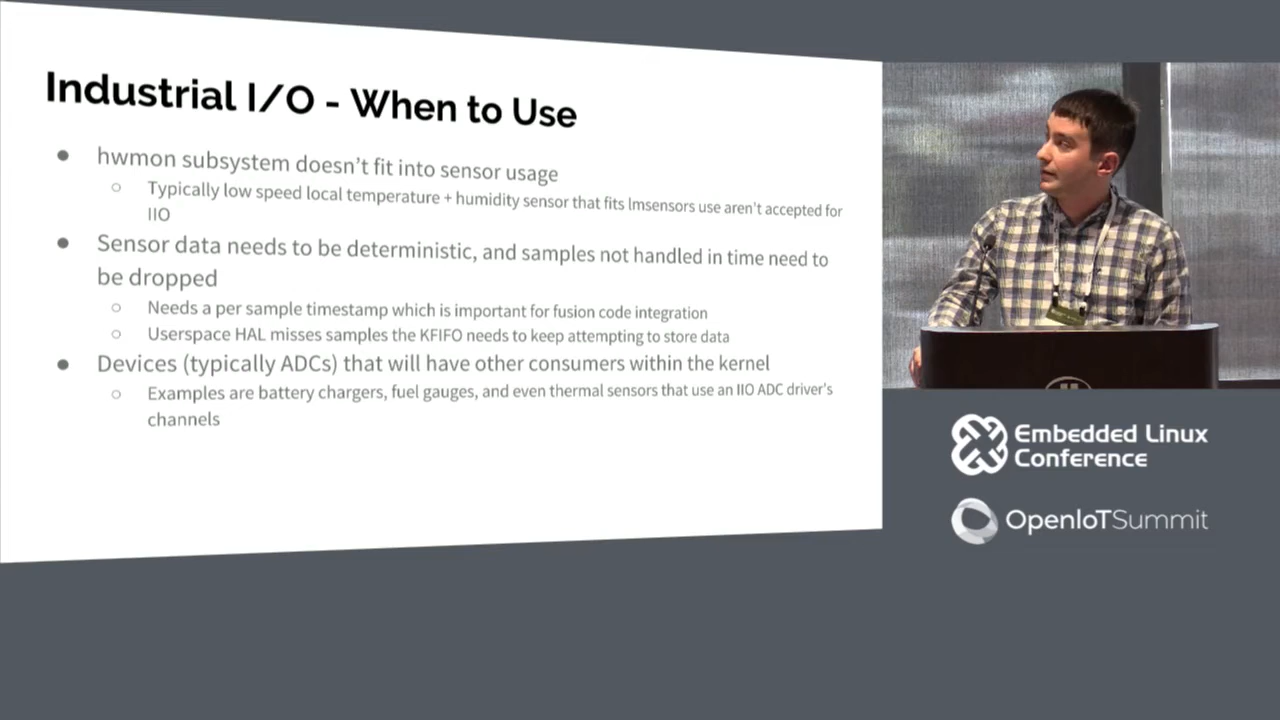 Industrial I/O - When to Use
● hwmon subsystem doesn't fit into sensor usage
○ Typically low speed local temperature + humidity sensor that fits lmsensors use aren't accepted for
IIO
● Sensor data needs to be deterministic, and samples not handled in time need to
be dropped
○ Needs a per sample timestamp which is important for fusion code integration
○ Userspace HAL misses samples the KFIFO needs to keep attempting to store data
● Devices (typically ADCs) that will have other consumers within the kernel
○ Examples are battery chargers, fuel gauges, and even thermal sensors that use an IIO ADC driver's
channels
Embedded Linux
Conference
OpenIoTSummit